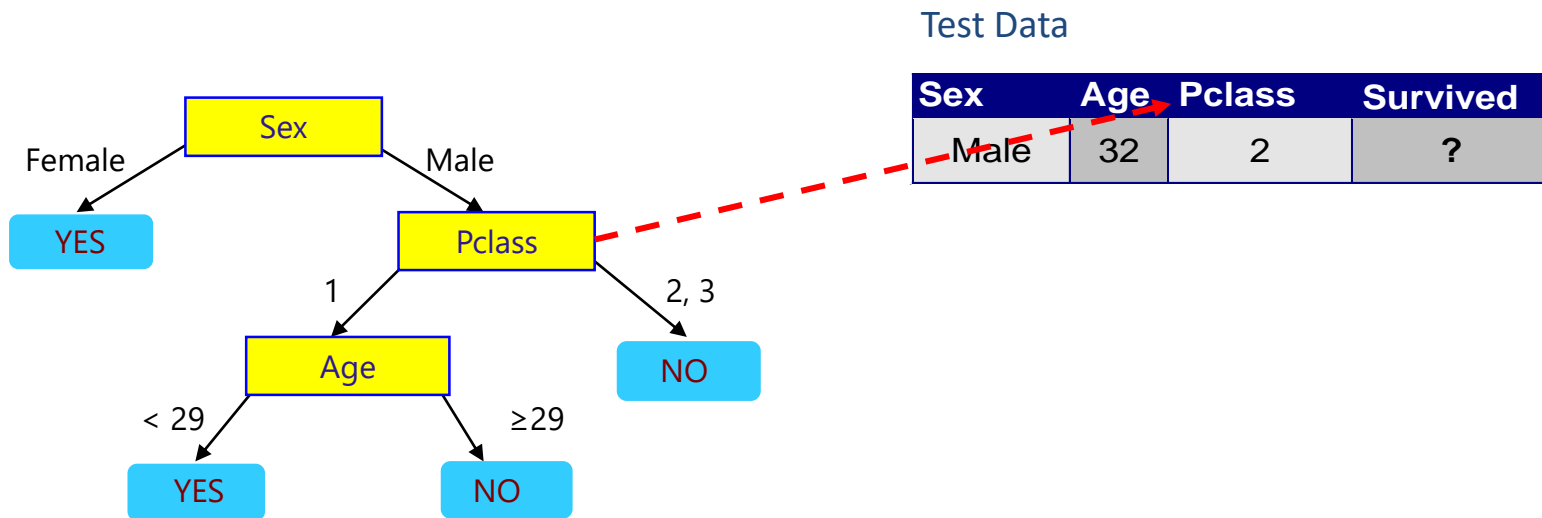 Test Data
Sex Age Pclass Survived
Male 32 2 ?
Sex
Female Male
YES Pclass
1 2, 3
Age NO
< 29 ≥29
YES NO